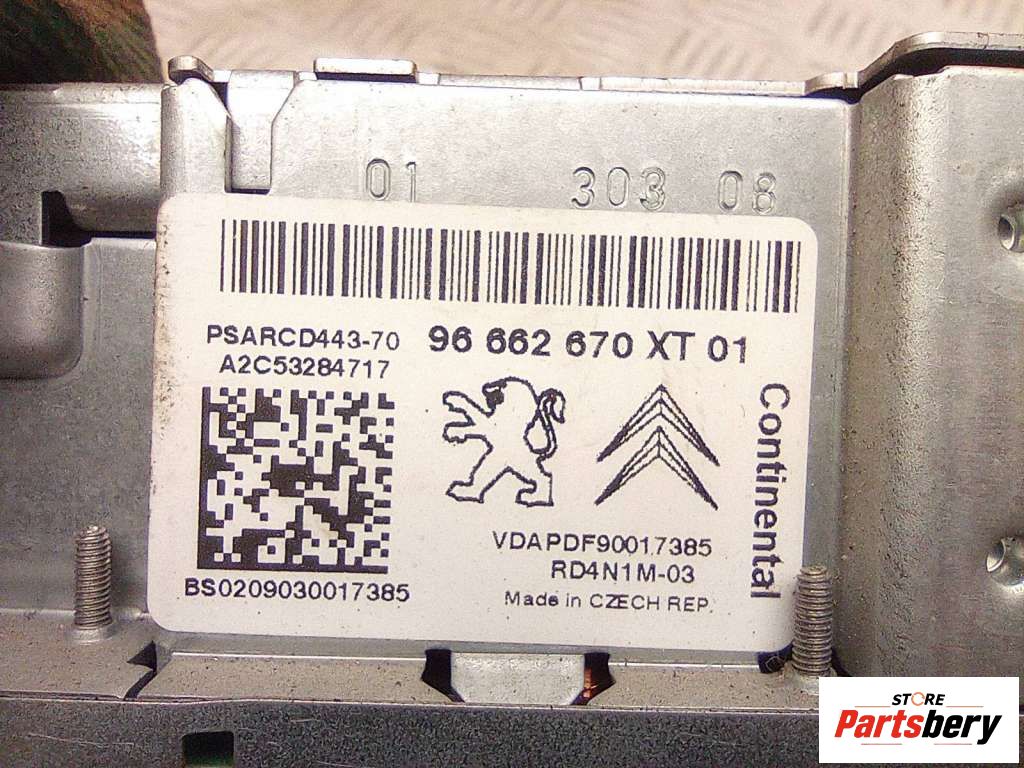 01 303 08
PSARCD443-70 96 662 670 XT 01
A2C53284717
Continental
VDAPDF90017385
RD4N1M-03
BS0209030017385
Made in CZECH REP.
STORE
Partsbery